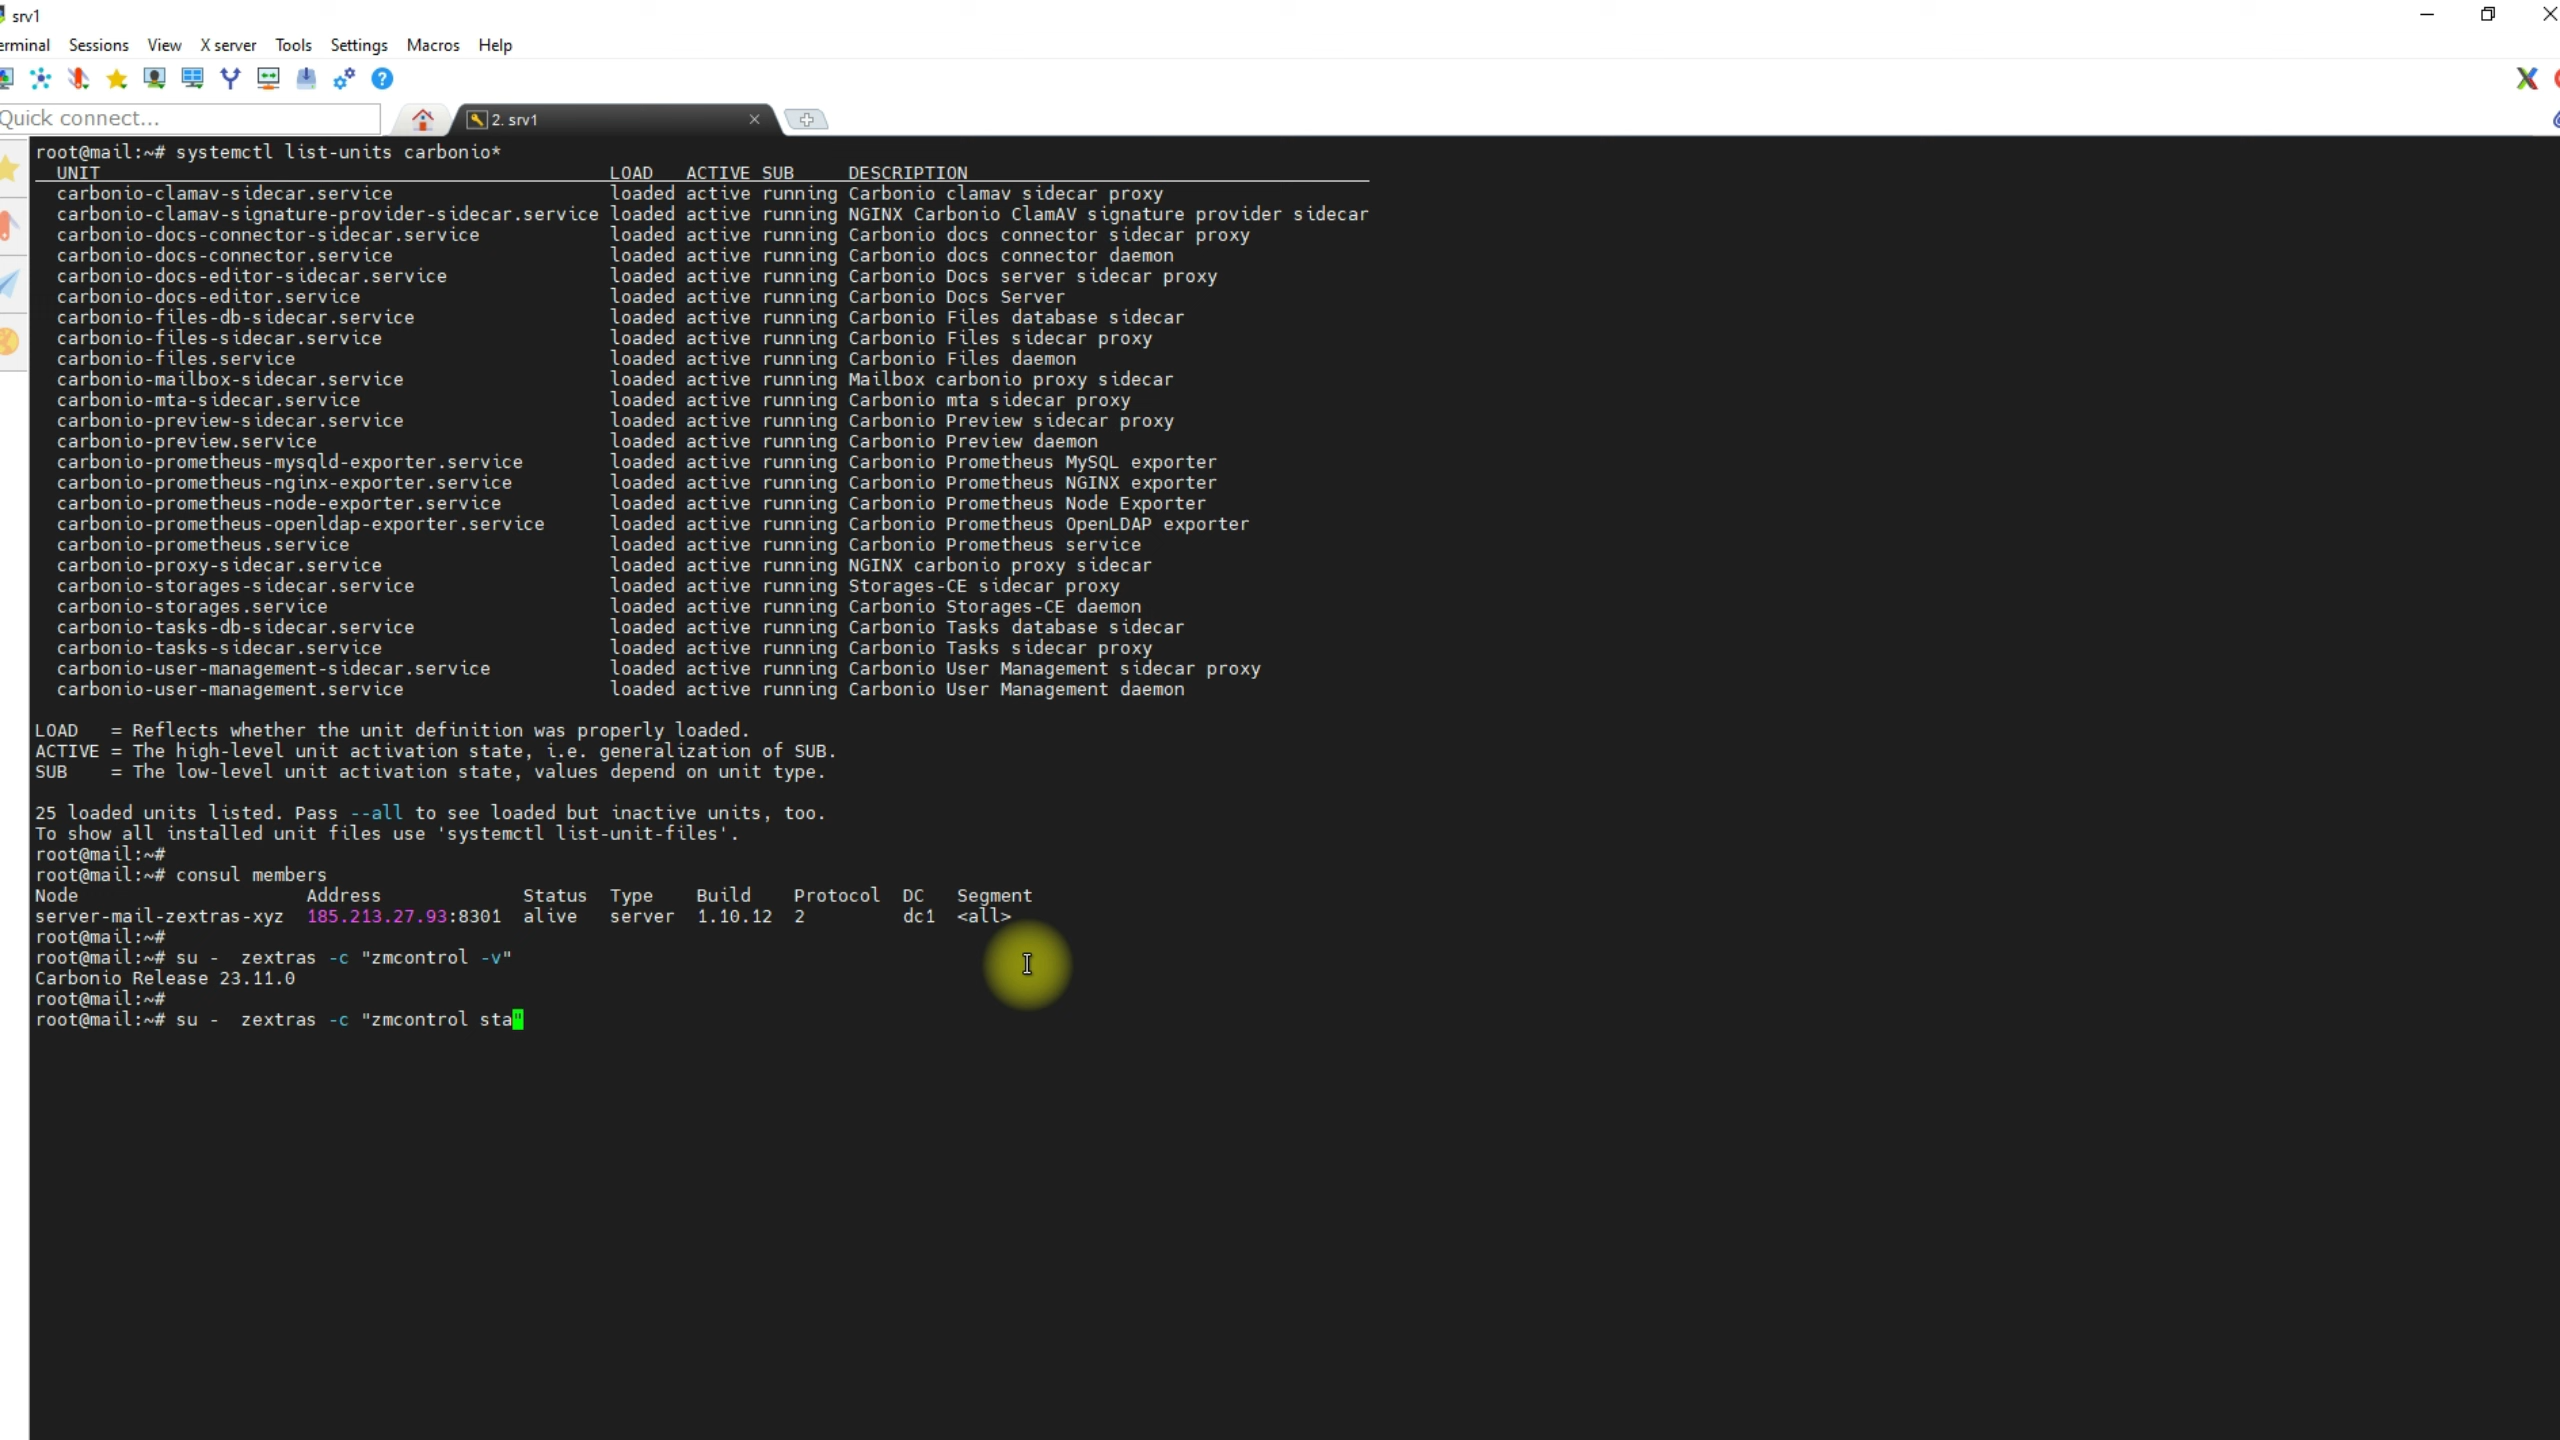 srv1
erminal Sessions View X server Tools Settings Macros Help
Quick connect...
2. srv1
root@mail:~# systemctl list-units carbonio*
UNIT LOAD ACTIVE SUB DESCRIPTION
carbonio-clamav-sidecar.service loaded active running Carbonio clamav sidecar proxy
carbonio-clamav-signature-provider-sidecar.service loaded active running NGINX Carbonio ClamAV signature provider sidecar
carbonio-docs-connector-sidecar.service loaded active running Carbonio docs connector sidecar proxy
carbonio-docs-connector.service loaded active running Carbonio docs connector daemon
carbonio-docs-editor-sidecar.service loaded active running Carbonio Docs server sidecar proxy
carbonio-docs-editor.service loaded active running Carbonio Docs Server
carbonio-files-db-sidecar.service loaded active running Carbonio Files database sidecar
carbonio-files-sidecar.service loaded active running Carbonio Files sidecar proxy
carbonio-files.service loaded active running Carbonio Files daemon
carbonio-mailbox-sidecar.service loaded active running Mailbox carbonio proxy sidecar
carbonio-mta-sidecar.service loaded active running Carbonio mta sidecar proxy
carbonio-preview-sidecar.service loaded active running Carbonio Preview sidecar proxy
carbonio-preview.service loaded active running Carbonio Preview daemon
carbonio-prometheus-mysqld-exporter.service loaded active running Carbonio Prometheus MySQL exporter
carbonio-prometheus-nginx-exporter.service loaded active running Carbonio Prometheus NGINX exporter
carbonio-prometheus-node-exporter.service loaded active running Carbonio Prometheus Node Exporter
carbonio-prometheus-openldap-exporter.service loaded active running Carbonio Prometheus OpenLDAP exporter
carbonio-prometheus.service loaded active running Carbonio Prometheus service
carbonio-proxy-sidecar.service loaded active running NGINX carbonio proxy sidecar
carbonio-storages-sidecar.service loaded active running Storages-CE sidecar proxy
carbonio-storages.service loaded active running Carbonio Storages-CE daemon
carbonio-tasks-db-sidecar.service loaded active running Carbonio Tasks database sidecar
carbonio-tasks-sidecar.service loaded active running Carbonio Tasks sidecar proxy
carbonio-user-management-sidecar.service loaded active running Carbonio User Management sidecar proxy
carbonio-user-management.service loaded active running Carbonio User Management daemon
LOAD = Reflects whether the unit definition was properly loaded.
ACTIVE = The high-level unit activation state, i.e. generalization of SUB.
SUB = The low-level unit activation state, values depend on unit type.
25 loaded units listed. Pass --all to see loaded but inactive units, too.
To show all installed unit files use 'systemctl list-unit-files'.
root@mail:~#
root@mail:~# consul members
Node Address Status Type Build Protocol DC Segment
server-mail-zextras-xyz 185.213.27.93:8301 alive server 1.10.12 2 dc1 <all>
root@mail:~#
root@mail:~# su - zextras -c "zmcontrol -v"
Carbonio Release 23.11.0
root@mail:~#
root@mail:~# su - zextras -c "zmcontrol sta"